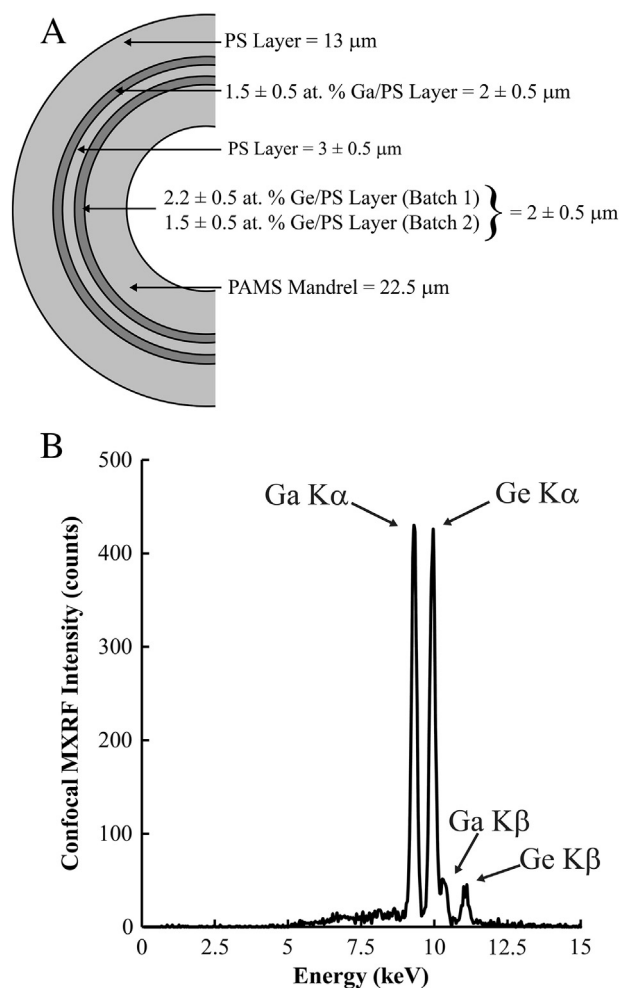 A
PS Layer = 13 μm
1.5 ± 0.5 at. % Ga/PS Layer = 2 ± 0.5 μm
PS Layer = 3 ± 0.5 μm
2.2 ± 0.5 at. % Ge/PS Layer (Batch 1)
1.5 ± 0.5 at. % Ge/PS Layer (Batch 2)
= 2 ± 0.5 μm
PAMS Mandrel = 22.5 μm
B
Confocal MXRF Intensity (counts)
500
400
300
200
100
0
Ga Kα
Ge Kα
Ga Kβ
Ge Kβ
0 2.5 5 7.5 10 12.5 15
Energy (keV)